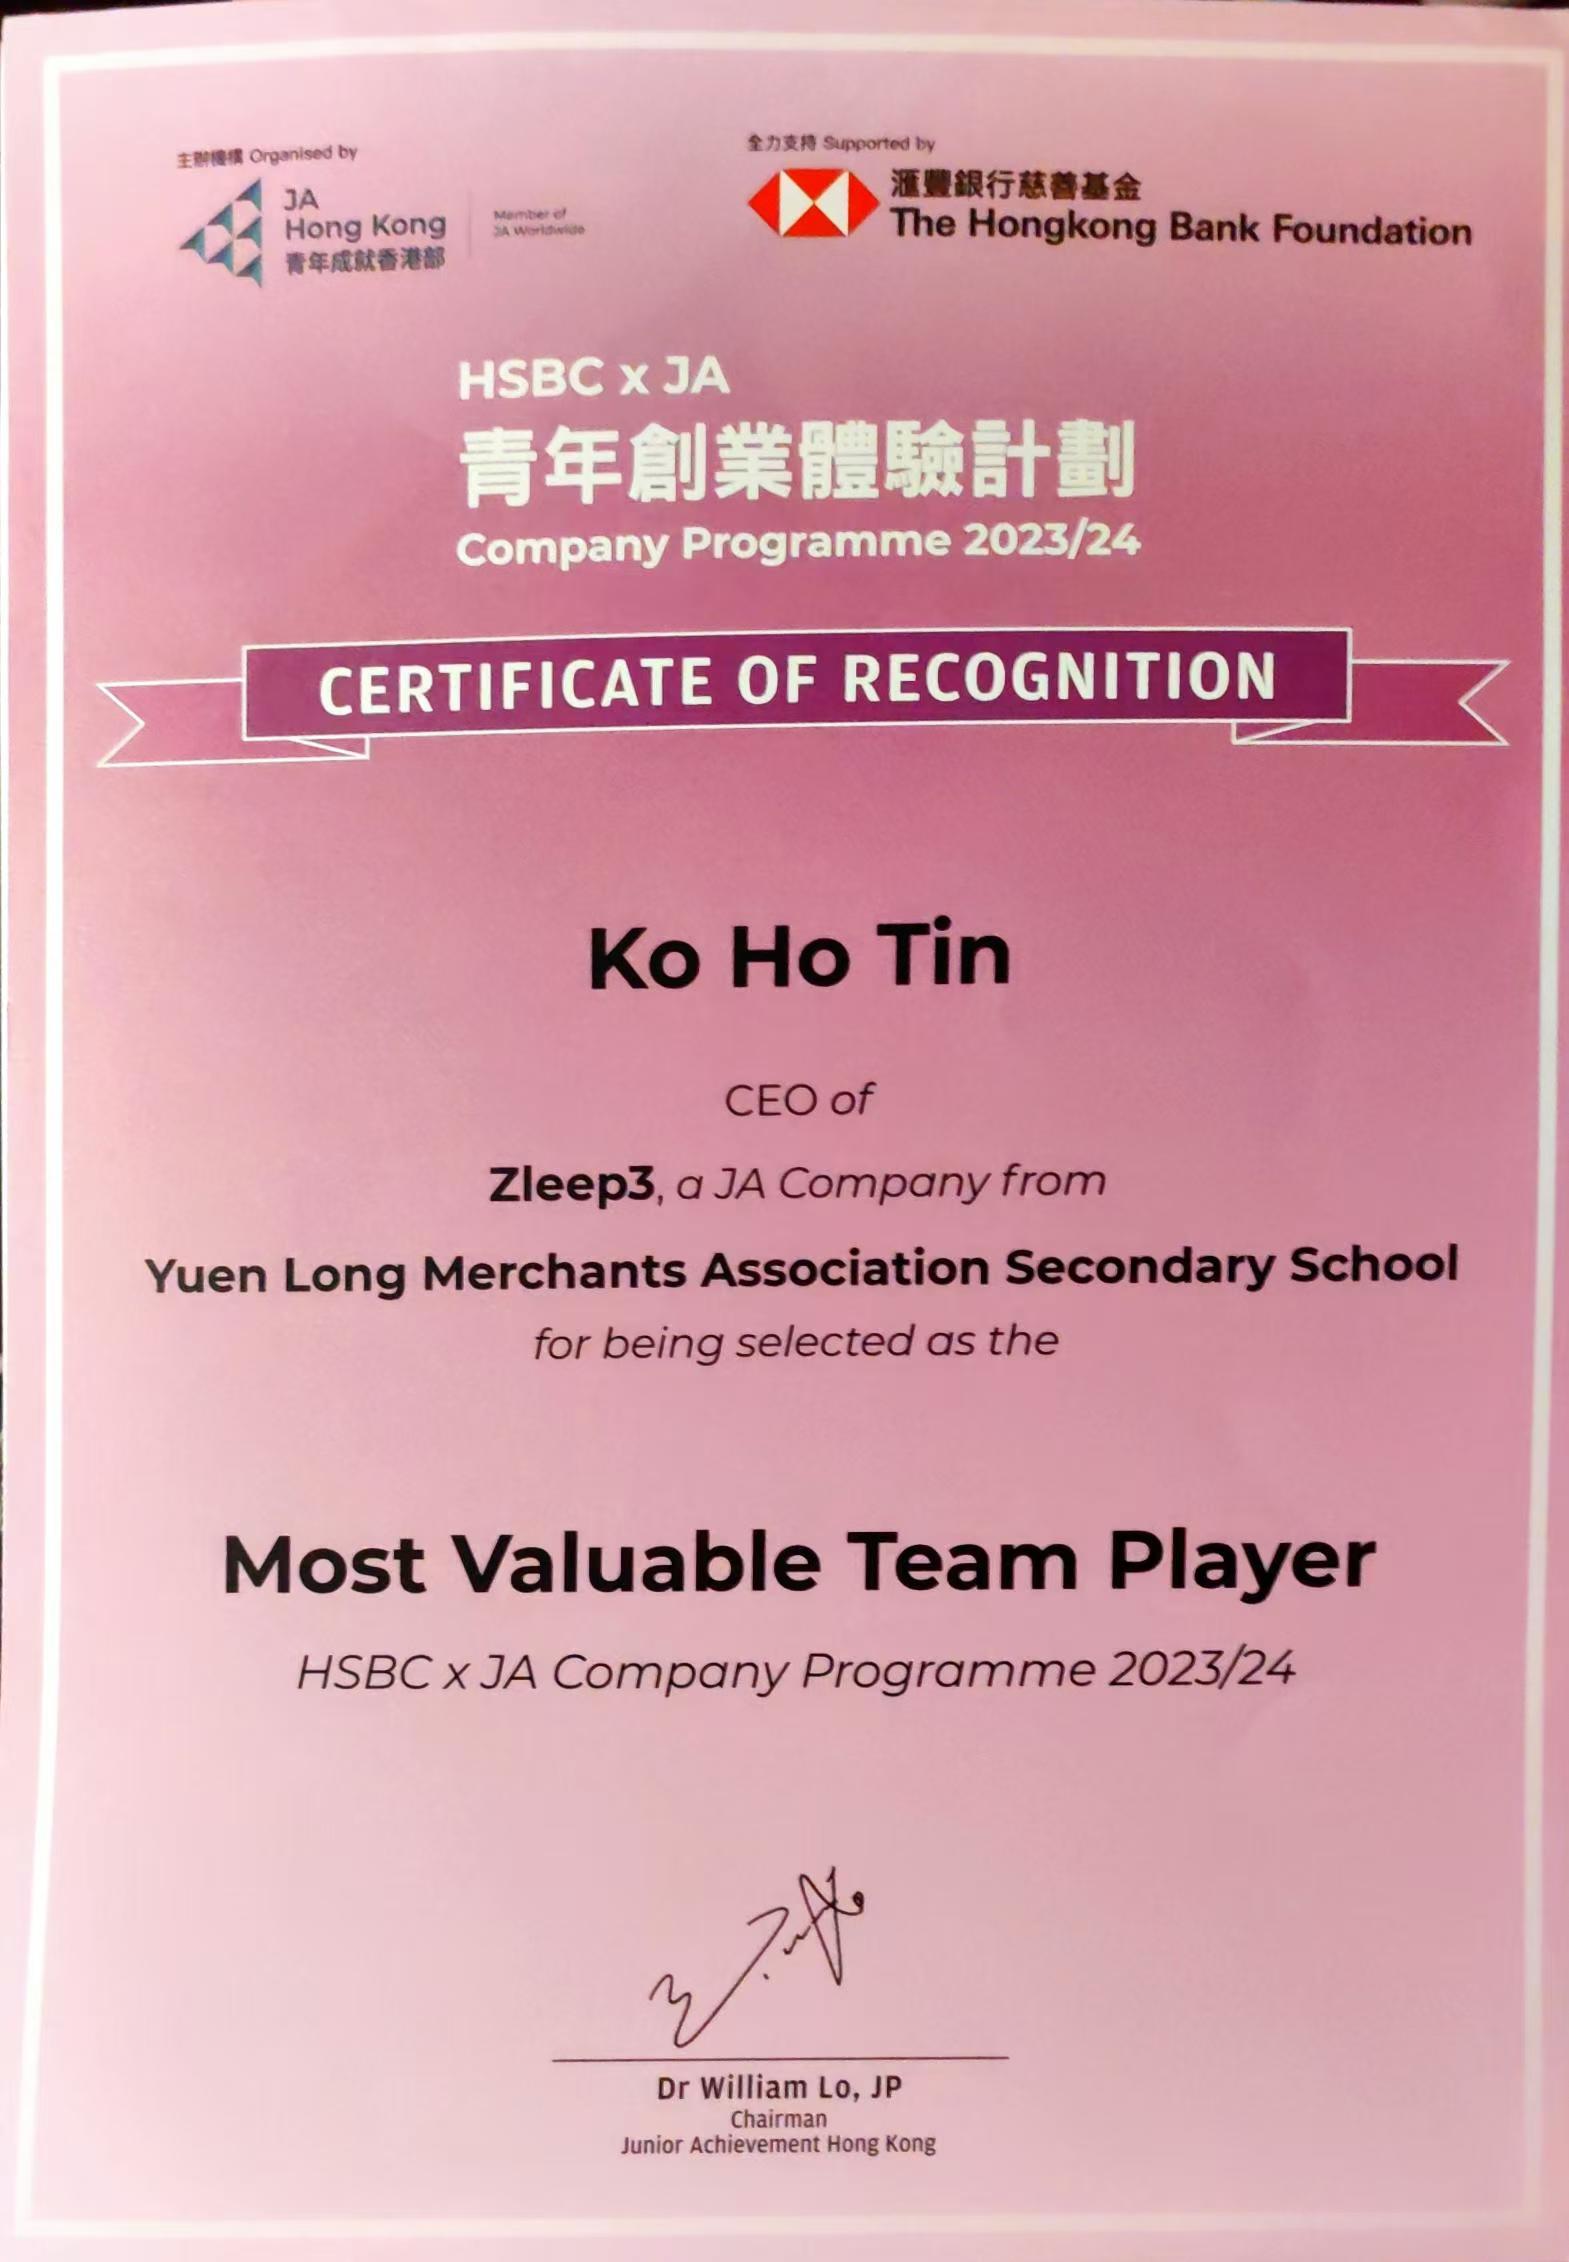 主辦機構 Organised by
JA
Hong Kong
青年成就香港部
Member of
JA Worldwide
全力支持 Supported by
滙豐銀行慈善基金
The Hongkong Bank Foundation
HSBC x JA
青年創業體驗計劃
Company Programme 2023/24
CERTIFICATE OF RECOGNITION
Ko Ho Tin
CEO of
Zleep3, a JA Company from
Yuen Long Merchants Association Secondary School
for being selected as the
Most Valuable Team Player
HSBC x JA Company Programme 2023/24
Dr William Lo, JP
Chairman
Junior Achievement Hong Kong